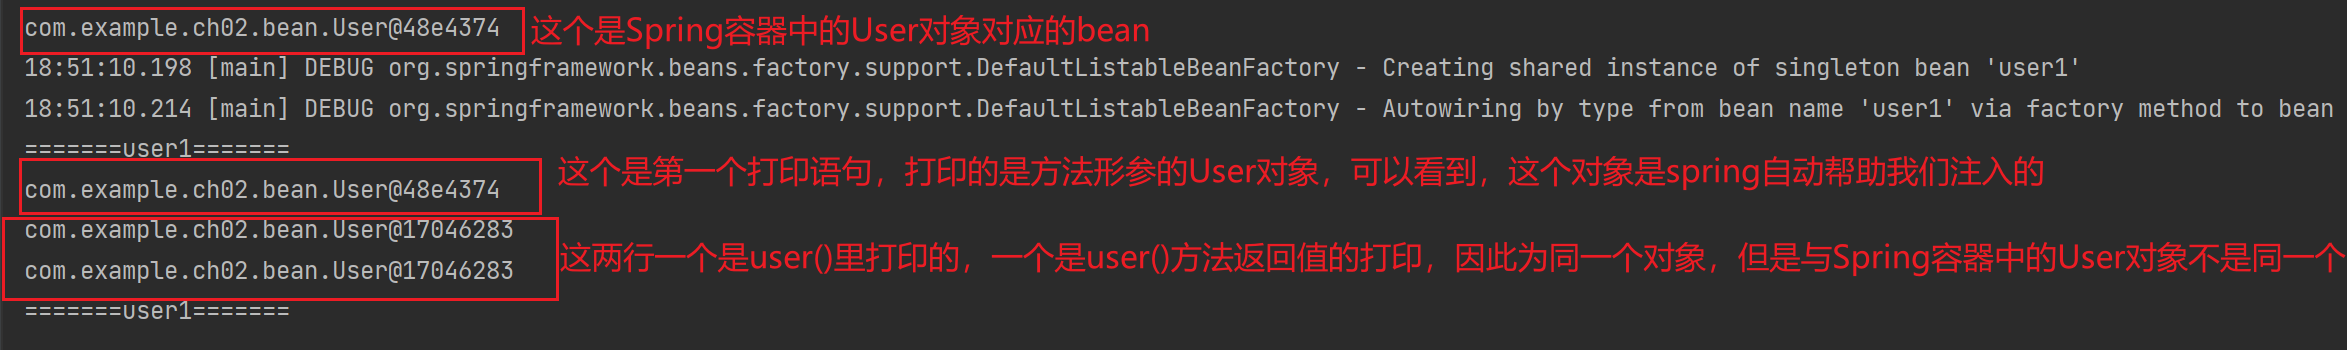 com.example.ch02.bean.User@48e4374 这个是Spring容器中的User对象对应的bean
18:51:10.198 [main] DEBUG org.springframework.beans.factory.support.DefaultListableBeanFactory - Creating shared instance of singleton bean 'user1'
18:51:10.214 [main] DEBUG org.springframework.beans.factory.support.DefaultListableBeanFactory - Autowiring by type from bean name 'user1' via factory method to bean
=======user1=======
这个是第一个打印语句，打印的是方法形参的User对象，可以看到，这个对象是spring自动帮助我们注入的
com.example.ch02.bean.User@48e4374
com.example.ch02.bean.User@17046283
这两行一个是user()里打印的，一个是user()方法返回值的打印，因此为同一个对象，但是与Spring容器中的User对象不是同一个
com.example.ch02.bean.User@17046283
=======user1=======